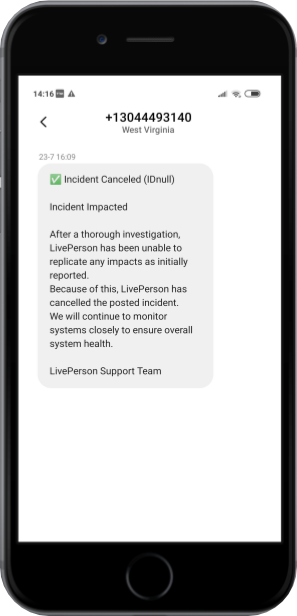 14:16
+13044493140
West Virginia
23-7 16:09
✅ Incident Canceled (IDnull)
Incident Impacted
After a thorough investigation,
LivePerson has been unable to
replicate any impacts as initially
reported.
Because of this, LivePerson has
cancelled the posted incident.
We will continue to monitor
systems closely to ensure overall
system health.
LivePerson Support Team